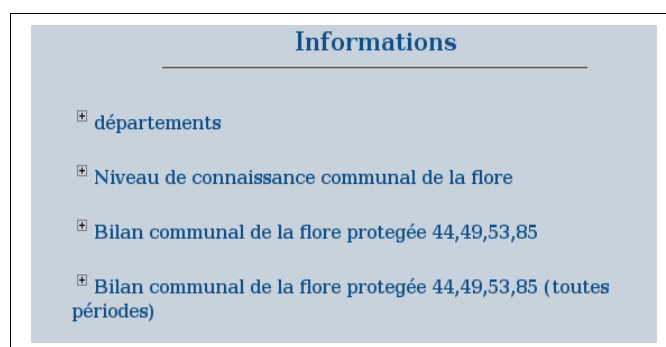 Informations
départements
Niveau de connaissance communal de la flore
Bilan communal de la flore protegée 44,49,53,85
Bilan communal de la flore protegée 44,49,53,85 (toutes
périodes)